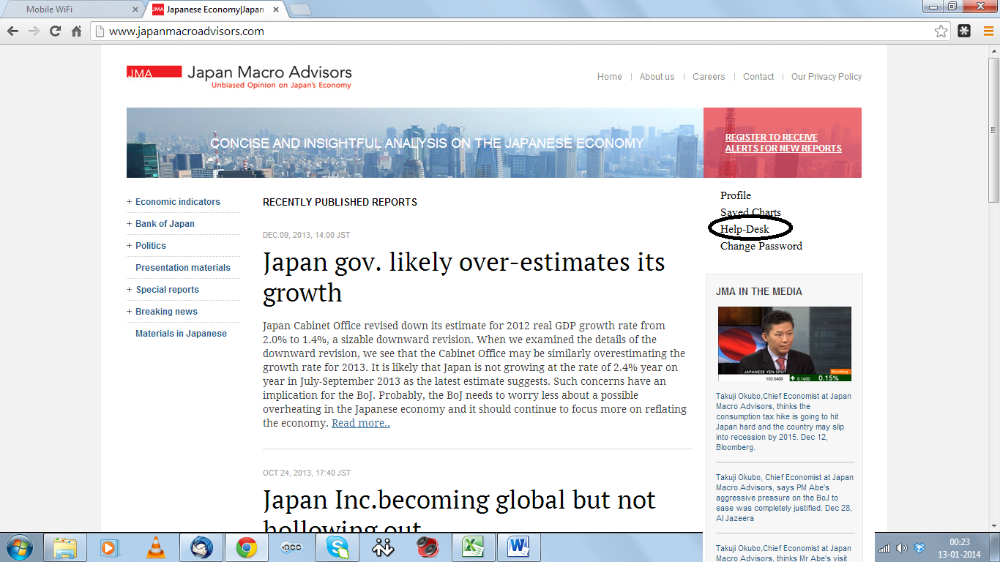 Mobile WiFi
JMA Japanese Economy|Japan
www.japanmacroadvisors.com
JMA Japan Macro Advisors
Unbiased Opinion on Japan's Economy
Home | About us | Careers | Contact | Our Privacy Policy
CONCISE AND INSIGHTFUL ANALYSIS ON THE JAPANESE ECONOMY
REGISTER TO RECEIVE
ALERTS FOR NEW REPORTS
+ Economic indicators
+ Bank of Japan
+ Politics
Presentation materials
+ Special reports
+ Breaking news
Materials in Japanese
RECENTLY PUBLISHED REPORTS
DEC.09, 2013, 14:00 JST
Japan gov. likely over-estimates its
growth
Japan Cabinet Office revised down its estimate for 2012 real GDP growth rate from
2.0% to 1.4%, a sizable downward revision. When we examined the details of the
downward revision, we see that the Cabinet Office may be similarly overestimating the
growth rate for 2013. It is likely that Japan is not growing at the rate of 2.4% year on
year in July-September 2013 as the latest estimate suggests. Such concerns have an
implication for the BoJ. Probably, the BoJ needs to worry less about a possible
overheating in the Japanese economy and it should continue to focus more on reflating
the economy. Read more..
OCT 24, 2013, 17:40 JST
Japan Inc.becoming global but not
hollowing out
Profile
Saved Charts
Help-Desk
Change Password
JMA IN THE MEDIA
JAPANESE YEN SPOT
Bloomberg
103.5400 0.1600 0.15%
Takuji Okubo,Chief Economist at Japan
Macro Advisors, thinks the
consumption tax hike is going to hit
Japan hard and the country may slip
into recession by 2015. Dec 12,
Bloomberg.
Takuji Okubo, Chief Economist at Japan
Macro Advisors, says PM Abe's
aggressive pressure on the BoJ to
ease was completely justified. Dec 28,
Al Jazeera
Takuji Okubo,Chief Economist at Japan
Macro Advisors, thinks Mr Abe's visit
00:23
13-01-2014